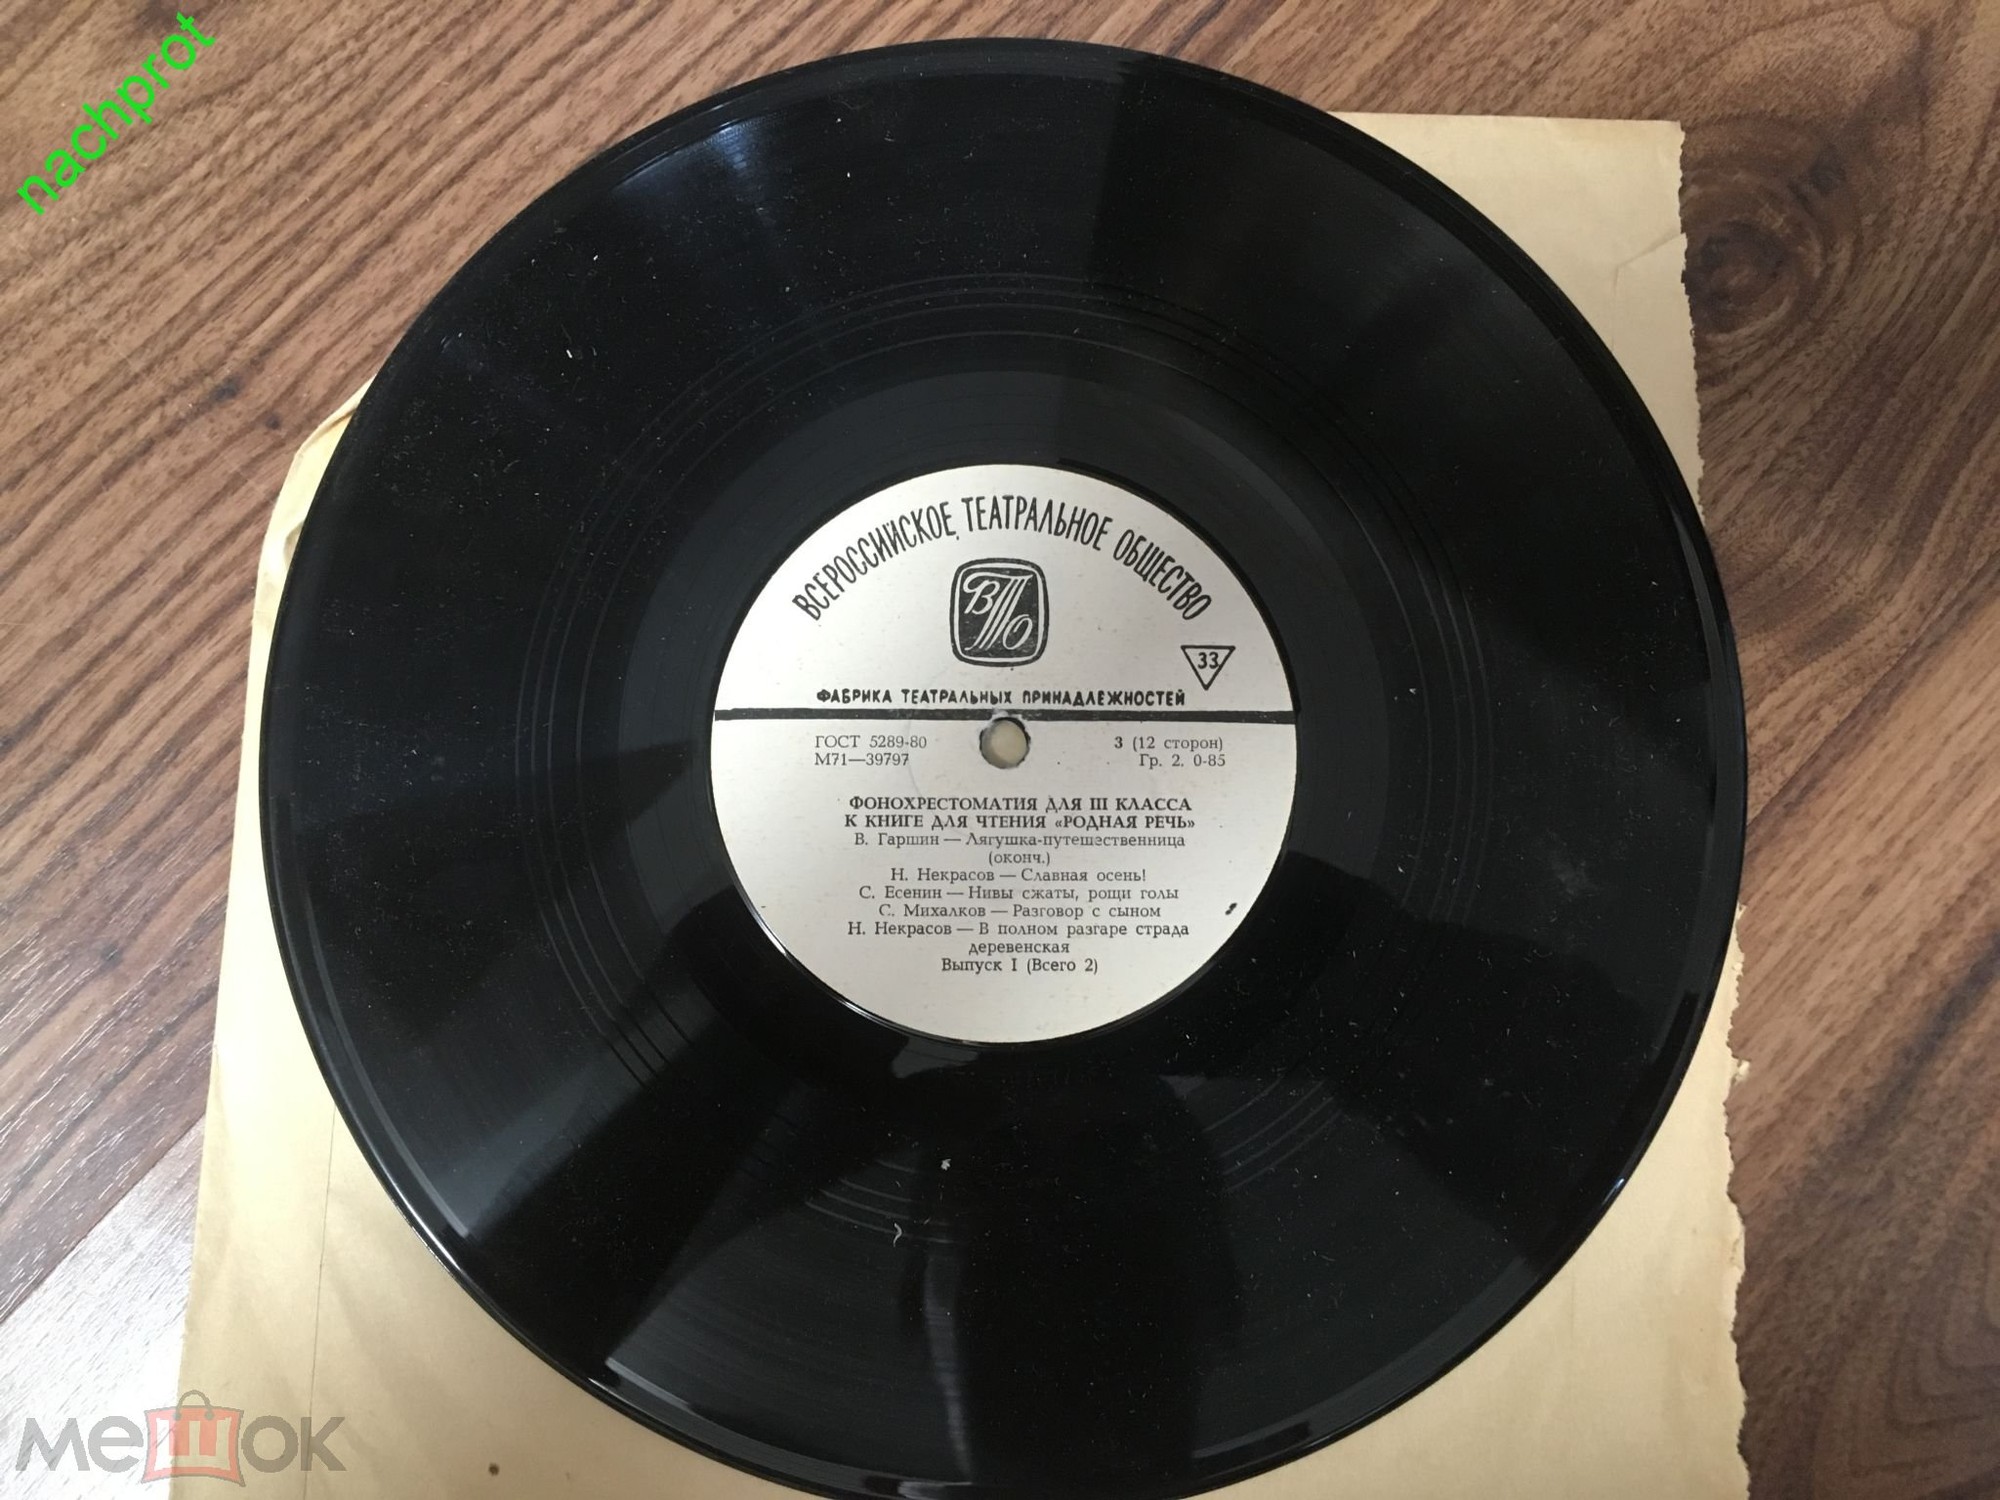 nachprot
ВСЕРОССИЙСКОЕ ТЕАТРАЛЬНОЕ ОБЩЕСТВО
ВТО
33
ФАБРИКА ТЕАТРАЛЬНЫХ ПРИНАДЛЕЖНОСТЕЙ
ГОСТ 5289-80 3 (12 сторон)
М71—39797 Гр. 2. 0-85
ФОНОХРЕСТОМАТИЯ ДЛЯ III КЛАССА
К КНИГЕ ДЛЯ ЧТЕНИЯ «РОДНАЯ РЕЧЬ»
В. Гаршин — Лягушка-путешественница
(оконч.)
Н. Некрасов — Славная осень!
С. Есенин — Нивы сжаты, рощи голы
С. Михалков — Разговор с сыном
Н. Некрасов — В полном разгаре страда
деревенская
Выпуск I (Всего 2)
мешок